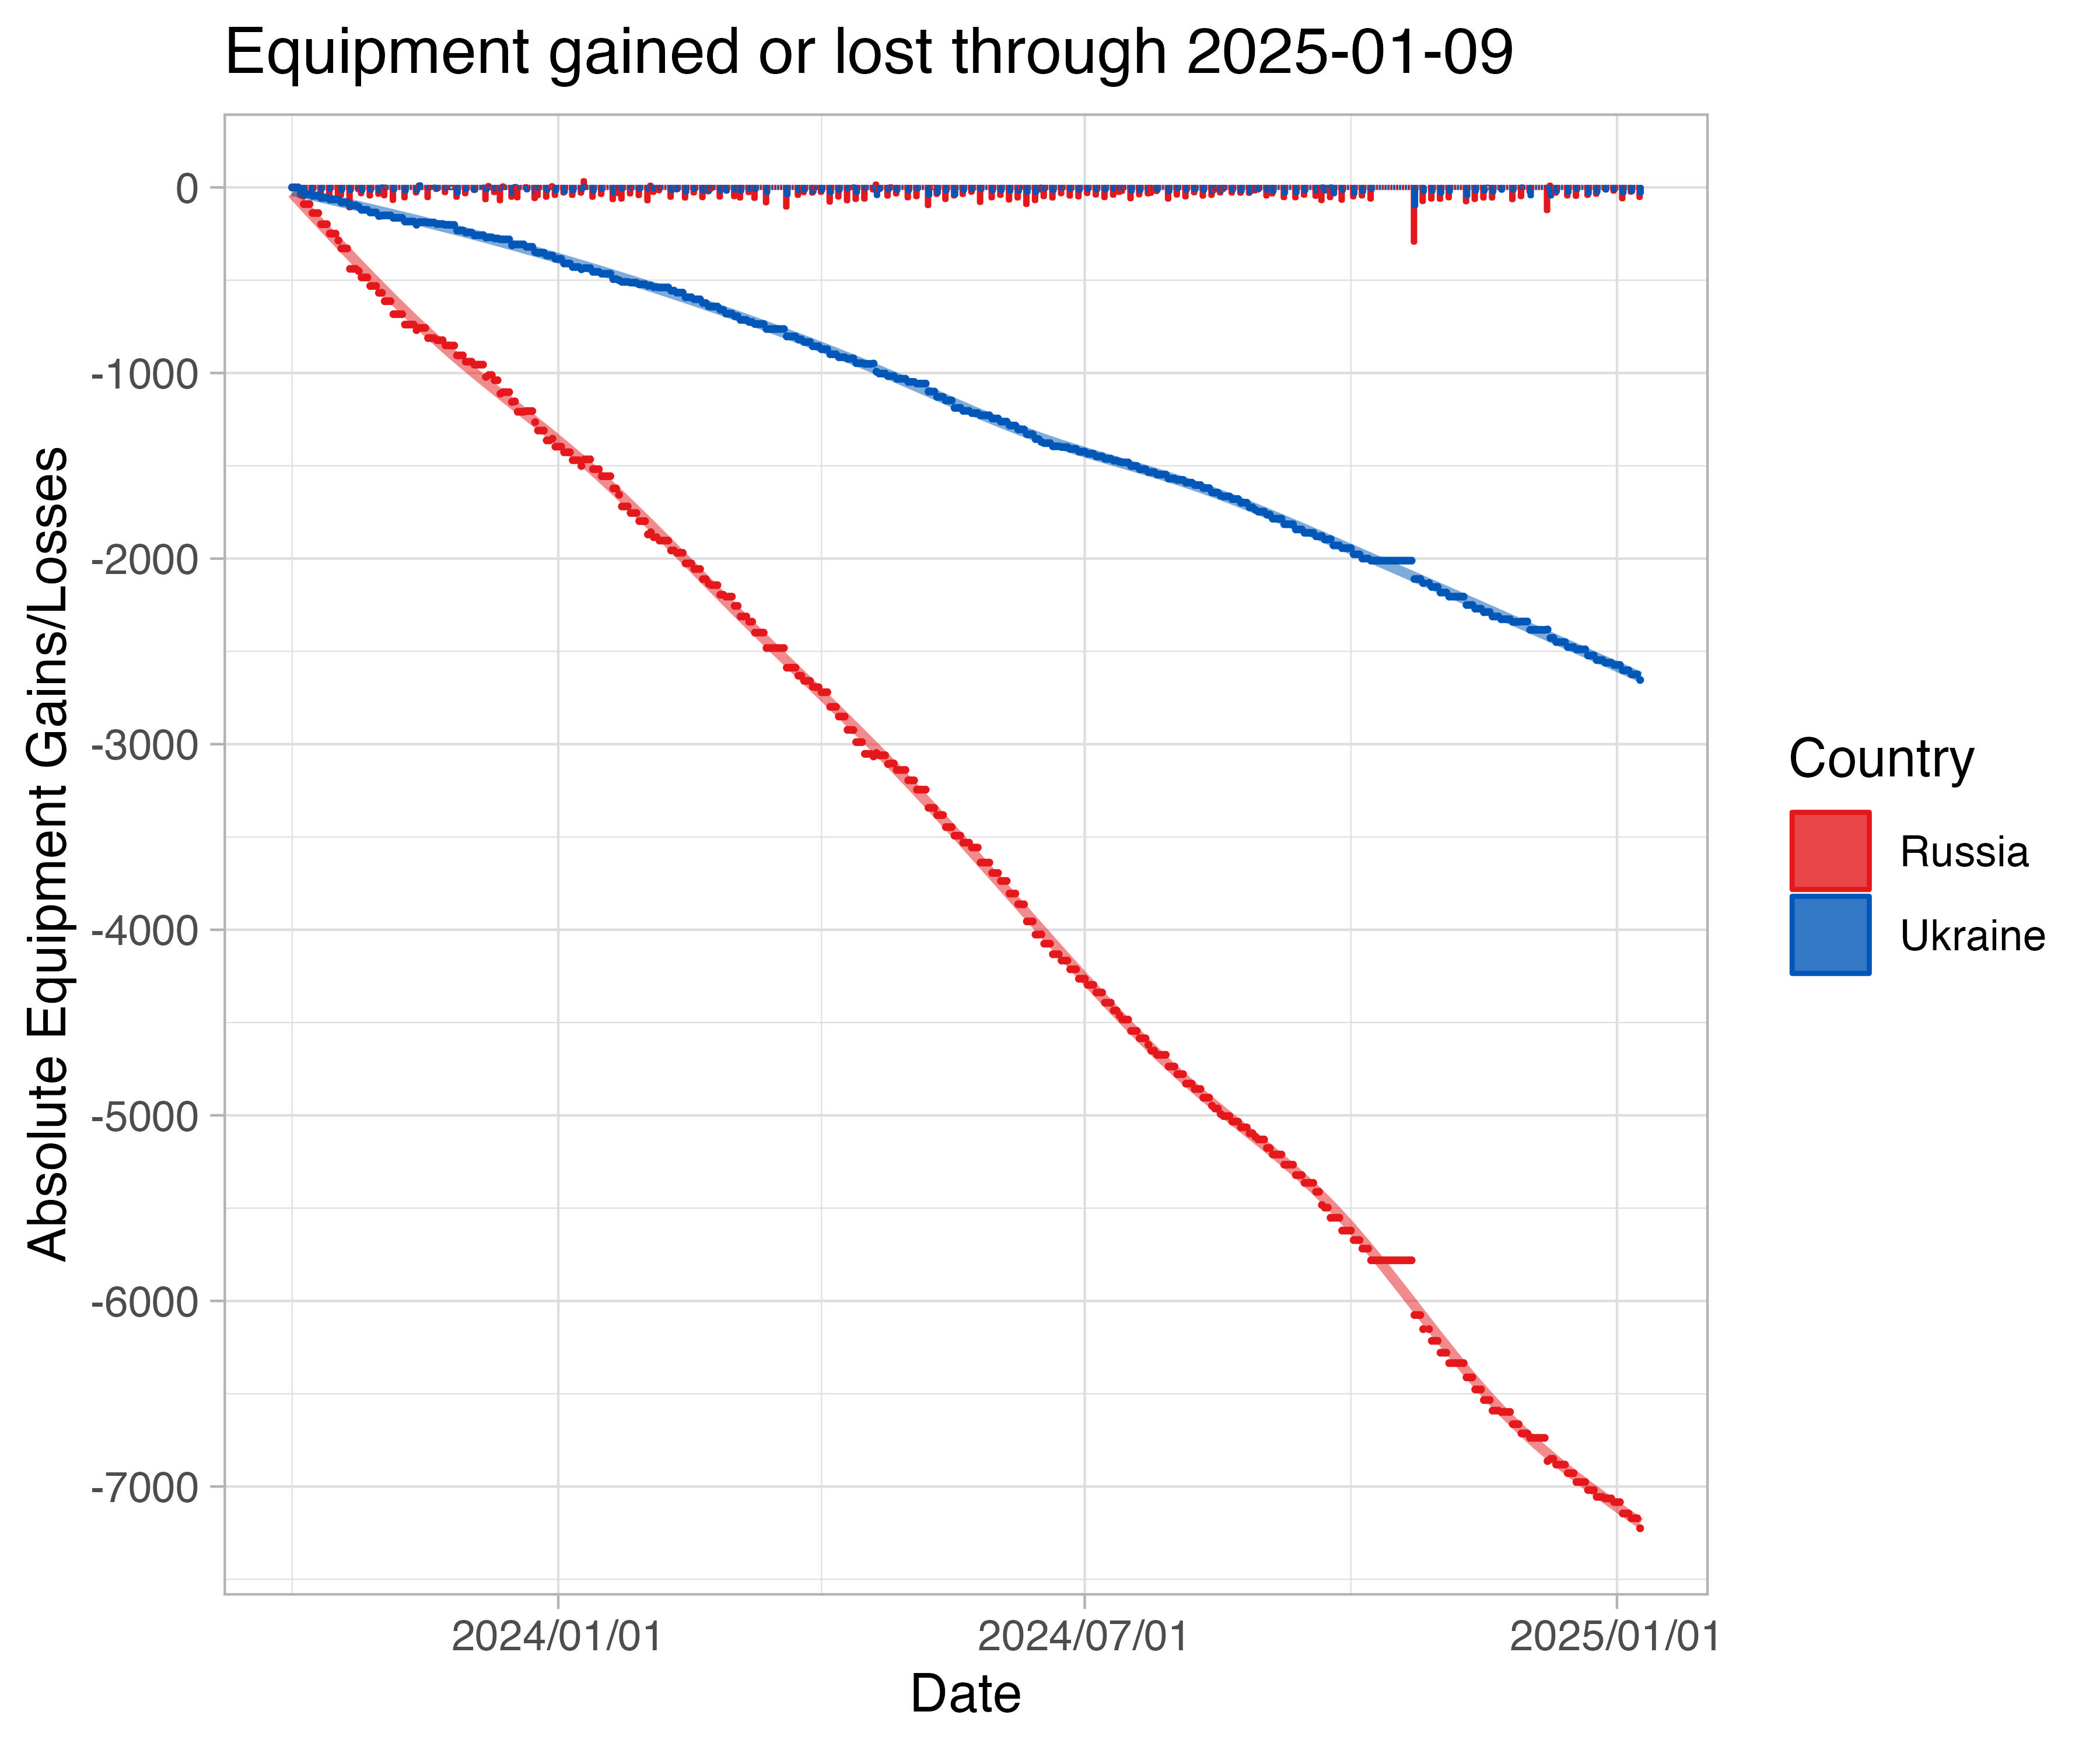 Equipment gained or lost through 2025-01-09
Absolute Equipment Gains/Losses
0
-1000
-2000
-3000
-4000
-5000
-6000
-7000
2024/01/01
2024/07/01
2025/01/01
Date
Country
Russia
Ukraine